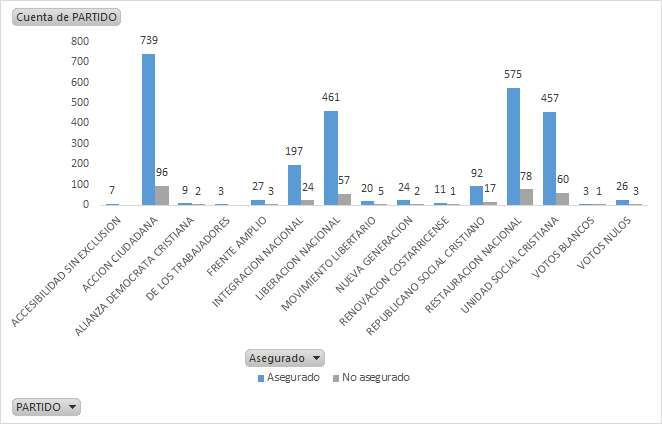 Cuenta de PARTIDO
800
700
600
500
400
300
200
100
0
7
739
96
9
2
3
27
3
197
24
461
57
20
5
24
2
11
1
92
17
575
78
457
60
3
1
26
3
ACCESIBILIDAD SIN EXCLUSION
ACCION CIUDADANA
ALIANZA DEMOCRATA CRISTIANA
DE LOS TRABAJADORES
FRENTE AMPLIO
INTEGRACION NACIONAL
LIBERACION NACIONAL
MOVIMIENTO LIBERTARIO
NUEVA GENERACION
RENOVACION COSTARRICENSE
REPUBLICANO SOCIAL CRISTIANO
RESTAURACION NACIONAL
UNIDAD SOCIAL CRISTIANA
VOTOS BLANCOS
VOTOS NULOS
Asegurado
Asegurado No asegurado
PARTIDO